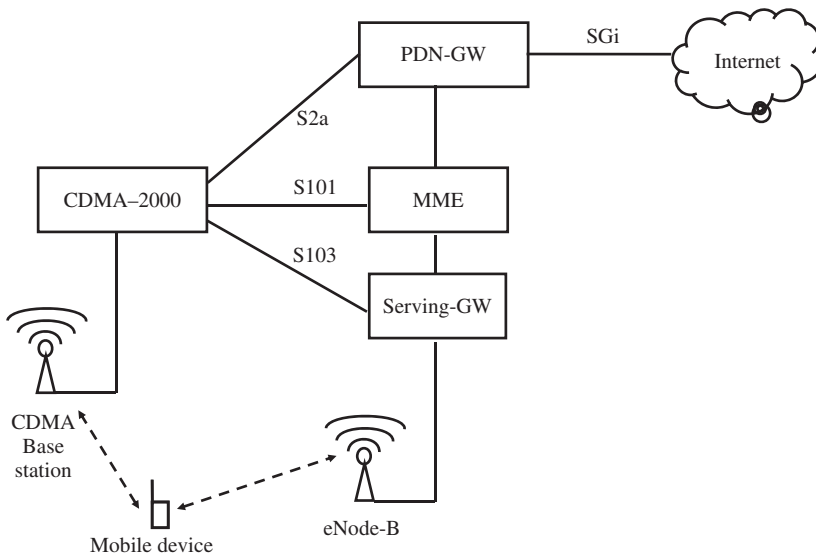 SGi
PDN-GW
Internet
S2a
CDMA–2000
S101
MME
S103
Serving-GW
CDMA
Base
station
eNode-B
Mobile device